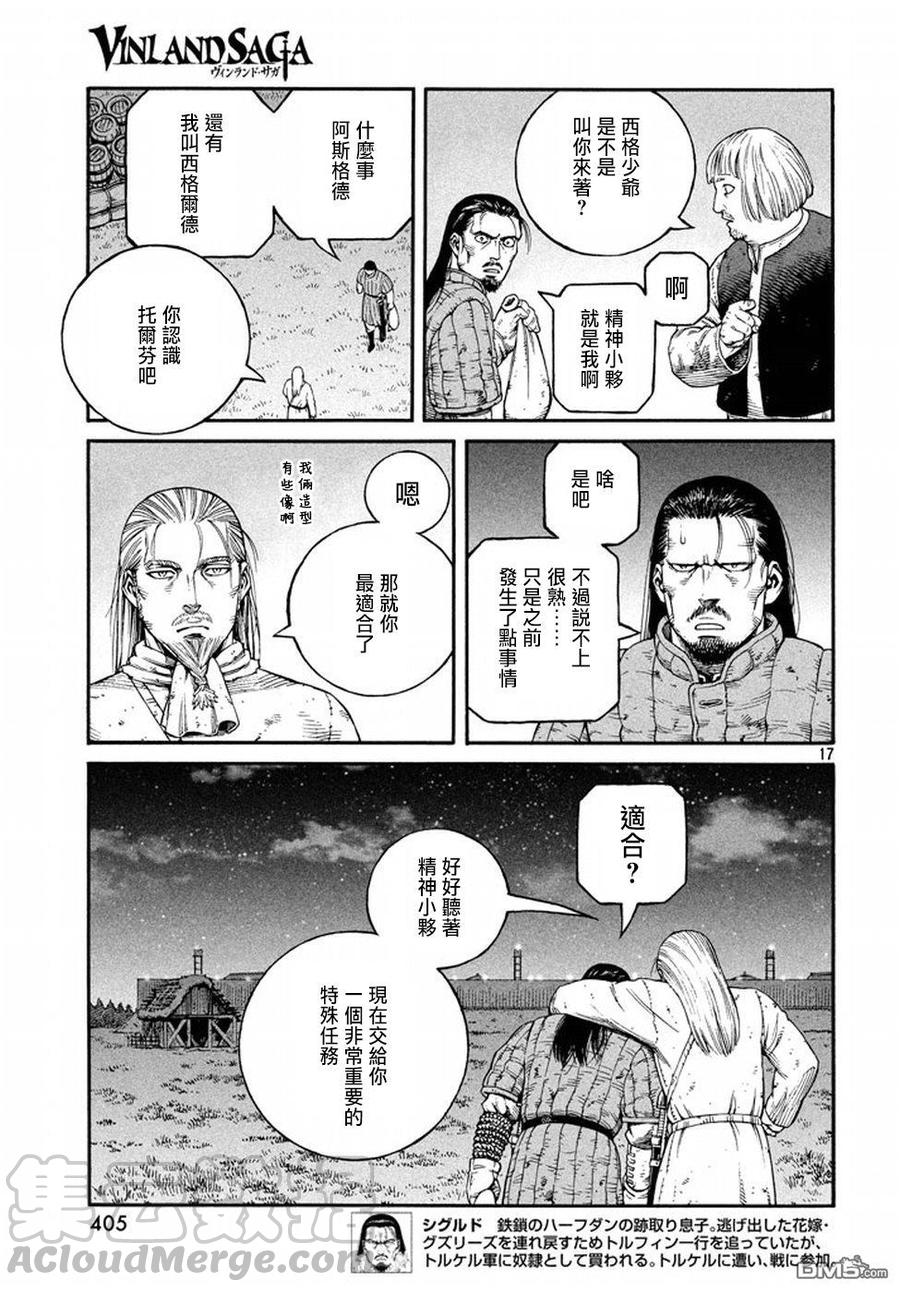 VINLAND SAGA
ヴィンランド・サガ
西格少爺
是不是
叫你來著?
啊
精神小夥
就是我啊
什麼事
阿斯格德
還有
我叫西格爾德
你認識
托爾芬吧
啥
是吧
不過説不上
很熟……
只是之前
發生了點事情
嗯
那就你
最適合了
我倆造型
有些像啊
17
適合?
好好聽著
精神小夥
現在交給你
一個非常重要的
特殊任務
集云数据
AcloudMerge.com
405
シグルド 鉄鎖のハーフダンの跡取り息子。逃げ出した花嫁・
グズリーズを連れ戻すためトルフィン一行を追っていたが、
トルケル軍に奴隷として買われる。トルケルに遣い、戦に参加。
DM5.com